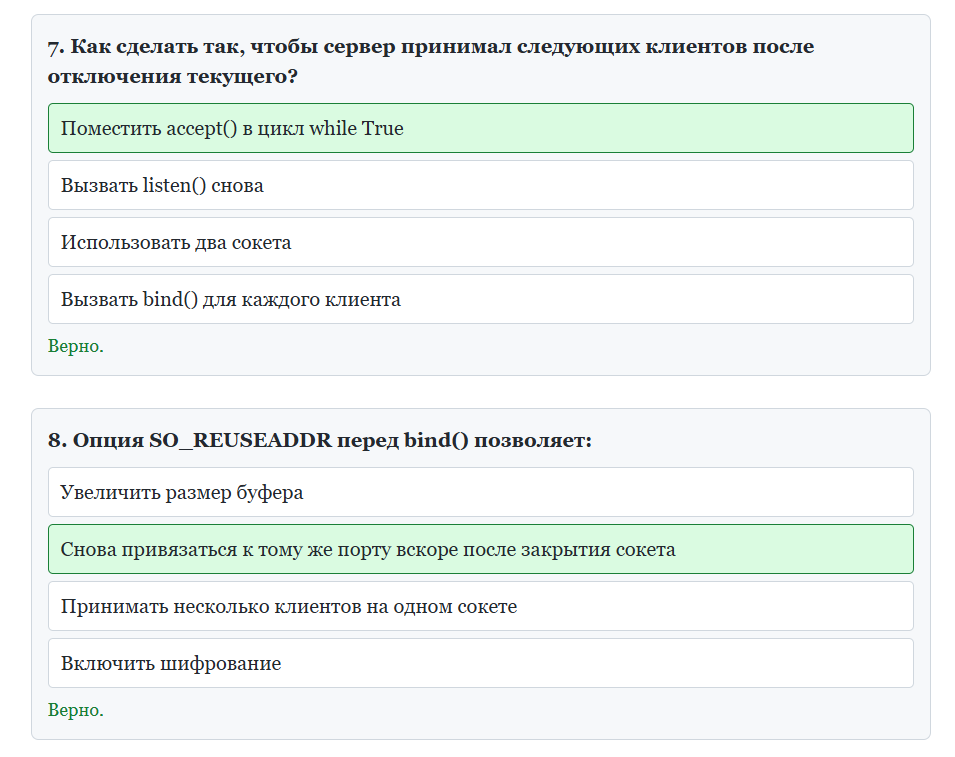 7. Как сделать так, чтобы сервер принимал следующих клиентов после
отключения текущего?
Поместить accept() в цикл while True
Вызвать listen() снова
Использовать два сокета
Вызвать bind() для каждого клиента
Верно.
8. Опция SO_REUSEADDR перед bind() позволяет:
Увеличить размер буфера
Снова привязаться к тому же порту вскоре после закрытия сокета
Принимать несколько клиентов на одном сокете
Включить шифрование
Верно.